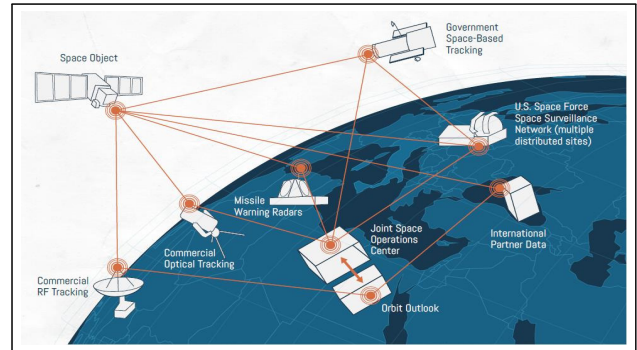 Government
Space-Based
Tracking
Space Object
U.S. Space Force
Space Surveillance
Network (multiple
distributed sites)
Missile
Warning Radars
Joint Space
Operations
Center
International
Partner Data
Commercial
Optical Tracking
Commercial
RF Tracking
Orbit Outlook